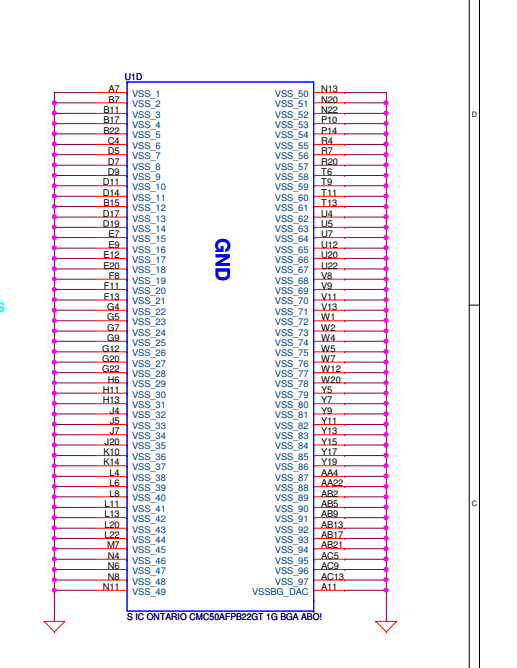 U1D
A7 VSS_1 VSS_50 N13
B7 VSS_2 VSS_51 N20
B11 VSS_3 VSS_52 N22
B17 VSS_4 VSS_53 P10
B22 VSS_5 VSS_54 P14
C4 VSS_6 VSS_55 R4
D5 VSS_7 VSS_56 R7
D7 VSS_8 VSS_57 R20
D9 VSS_9 VSS_58 T6
D11 VSS_10 VSS_59 T9
D14 VSS_11 VSS_60 T11
B15 VSS_12 VSS_61 T13
D17 VSS_13 VSS_62 U4
D19 VSS_14 VSS_63 U5
E7 VSS_15 VSS_64 U7
E9 VSS_16 VSS_65 U12
E12 VSS_17 VSS_66 U20
E20 VSS_18 VSS_67 U22
F8 VSS_19 VSS_68 V8
F11 VSS_20 VSS_69 V9
F13 VSS_21 VSS_70 V11
G4 VSS_22 VSS_71 V13
G5 VSS_23 VSS_72 W1
G7 VSS_24 VSS_73 W2
G9 VSS_25 VSS_74 W4
G12 VSS_26 VSS_75 W5
G20 VSS_27 VSS_76 W7
G22 VSS_28 VSS_77 W12
H6 VSS_29 VSS_78 W20
H11 VSS_30 VSS_79 Y5
H13 VSS_31 VSS_80 Y7
J4 VSS_32 VSS_81 Y9
J5 VSS_33 VSS_82 Y11
J7 VSS_34 VSS_83 Y13
J20 VSS_35 VSS_84 Y15
K10 VSS_36 VSS_85 Y17
K14 VSS_37 VSS_86 Y19
L4 VSS_38 VSS_87 AA4
L6 VSS_39 VSS_88 AA22
L8 VSS_40 VSS_89 AB2
L11 VSS_41 VSS_90 AB5
L13 VSS_42 VSS_91 AB9
L20 VSS_43 VSS_92 AB13
L22 VSS_44 VSS_93 AB17
M7 VSS_45 VSS_94 AB21
N4 VSS_46 VSS_95 AC5
N6 VSS_47 VSS_96 AC9
N8 VSS_48 VSS_97 AC13
N11 VSS_49 VSSBG_DAC A11
GND
S IC ONTARIO CMC50AFPB22GT 1G BGA ABO!
S
D
C